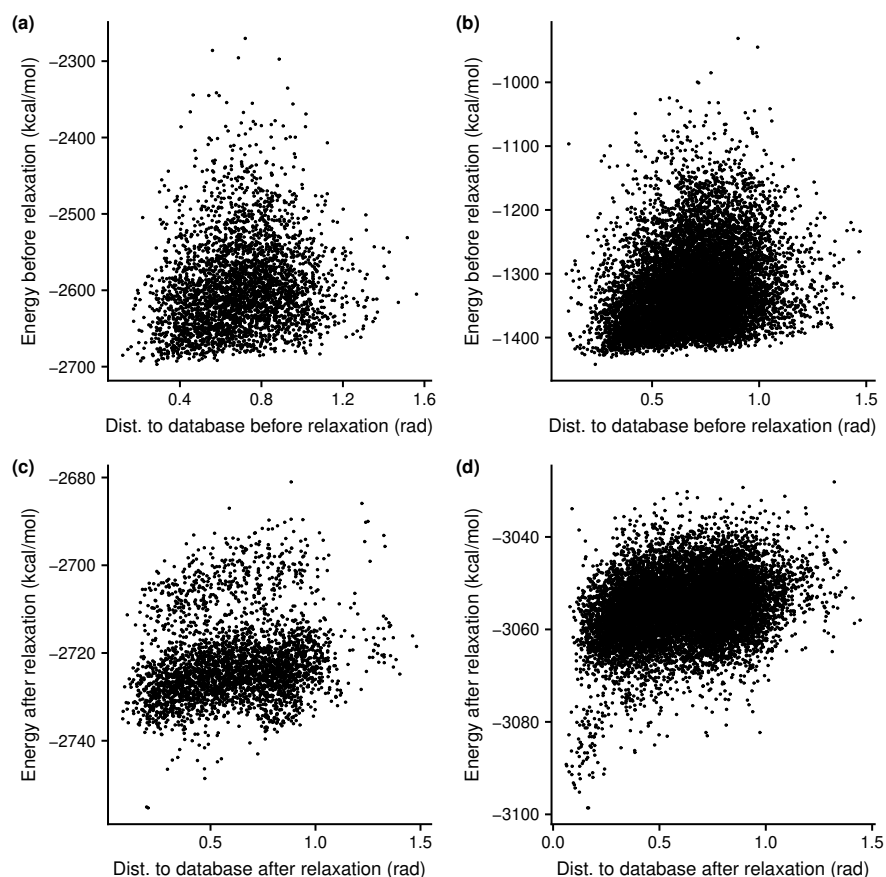 (a)
Energy before relaxation (kcal/mol)
−2300
−2400
−2500
−2600
−2700
0.4 0.8 1.2 1.6
Dist. to database before relaxation (rad)
(b)
Energy before relaxation (kcal/mol)
−1000
−1100
−1200
−1300
−1400
0.5 1.0 1.5
Dist. to database before relaxation (rad)
(c)
Energy after relaxation (kcal/mol)
−2680
−2700
−2720
−2740
0.5 1.0 1.5
Dist. to database after relaxation (rad)
(d)
Energy after relaxation (kcal/mol)
−3040
−3060
−3080
−3100
0.0 0.5 1.0 1.5
Dist. to database after relaxation (rad)